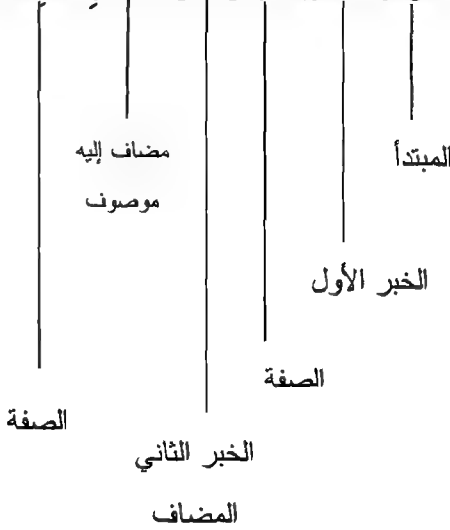 مضاف إليه
المبتدأ
موصوف
الخبر الأول
الصفة
الصفة
الخبر الثاني
المضاف